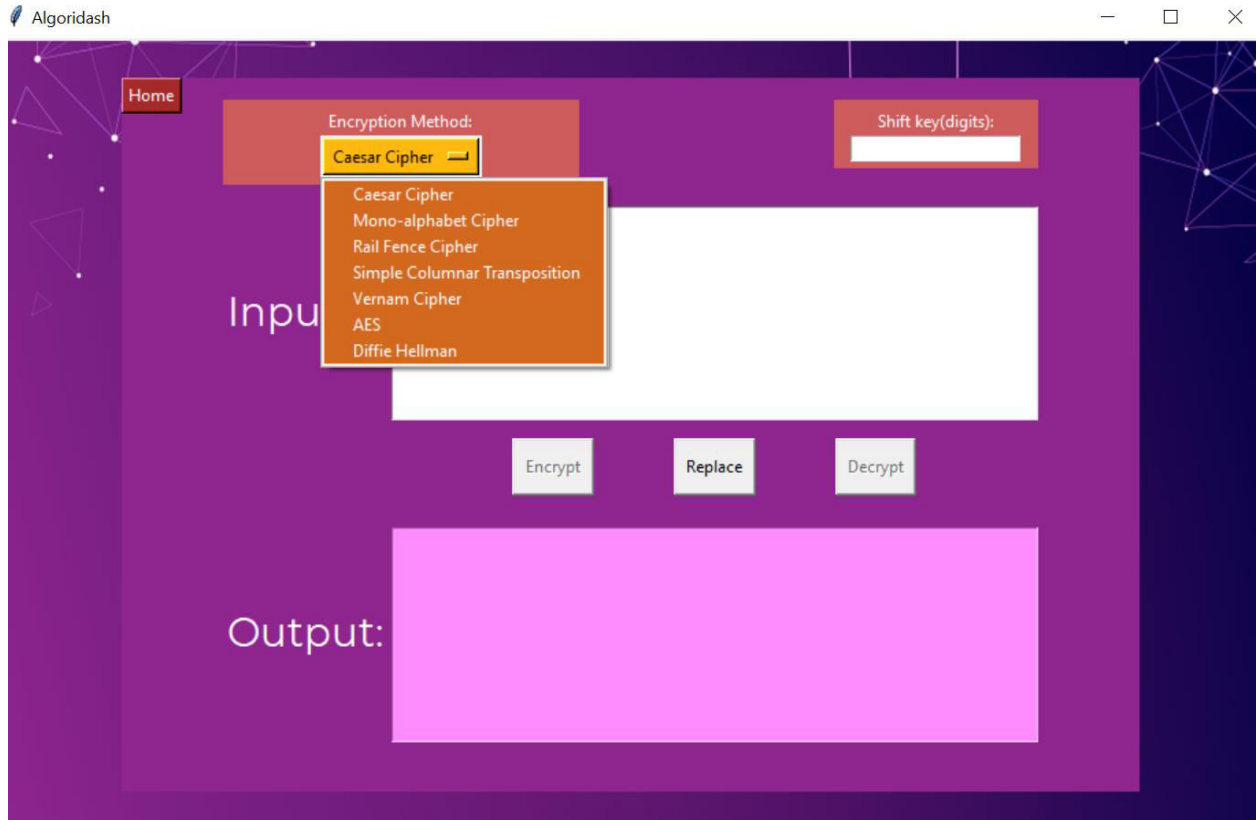 Algoridash
Home
Encryption Method:
Shift key(digits):
Caesar Cipher
Caesar Cipher
Mono-alphabet Cipher
Rail Fence Cipher
Simple Columnar Transposition
Vernam Cipher
AES
Diffie Hellman
Inpu
Encrypt
Replace
Decrypt
Output: